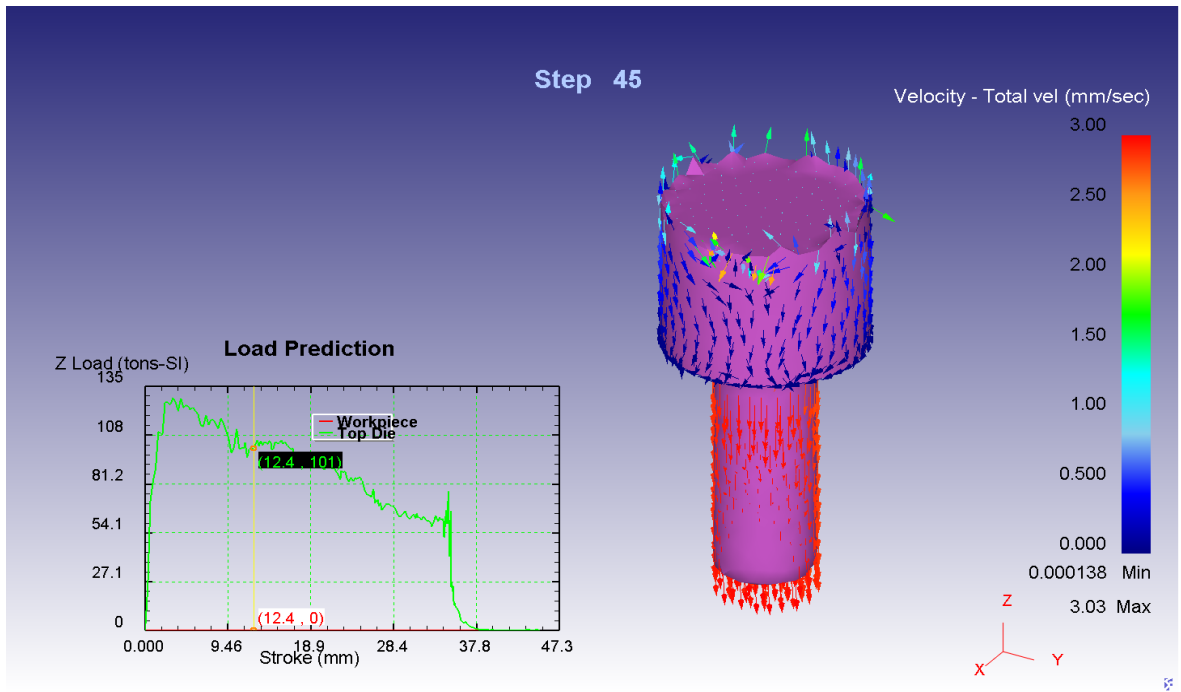 Step 45
Velocity - Total vel (mm/sec)
3.00
2.50
2.00
1.50
1.00
0.500
0.000
0.000138 Min
3.03 Max
Load Prediction
Z Load (tons-SI)
135
108
81.2
54.1
27.1
0
Workpiece
Top Die
(12.4 , 101)
(12.4 , 0)
0.000 9.46 18.9 28.4 37.8 47.3
Stroke (mm)
Z
Y
X